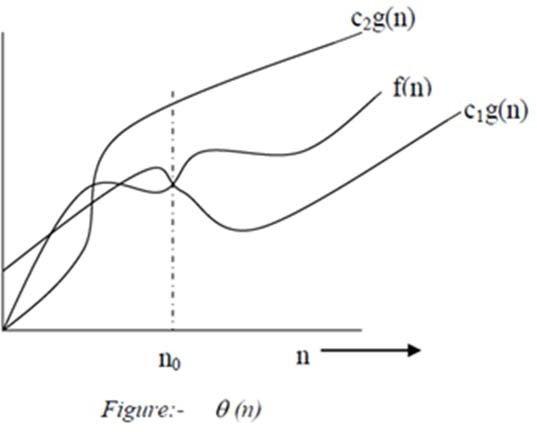 c₂g(n)
f(n)
c₁g(n)
n₀
n
Figure:- θ (n)